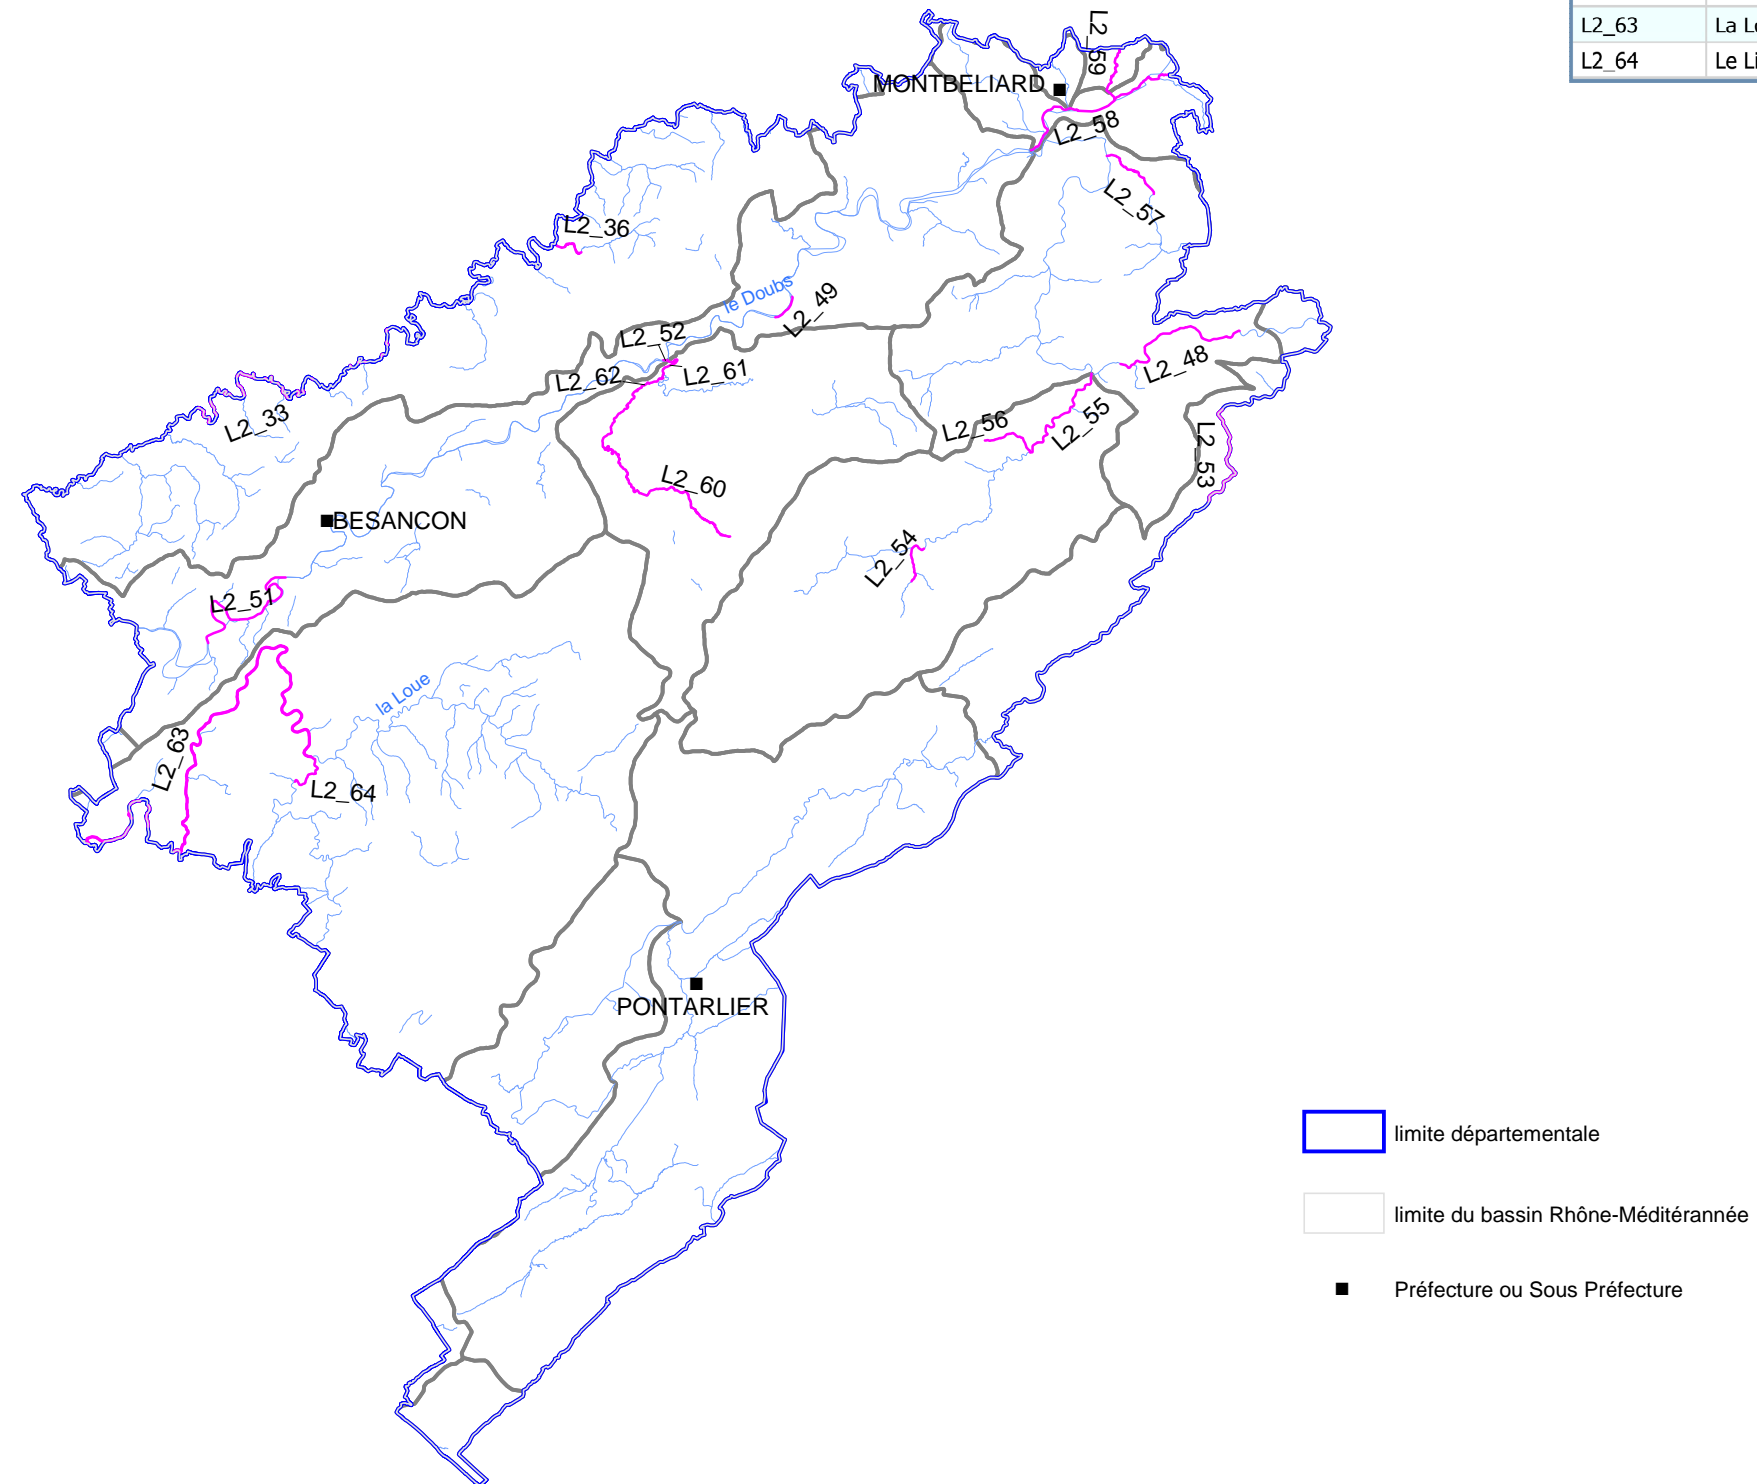 L2_63 La
L2_64 Le
L2_59
MONTBELIARD
L2_58
L2_57
L2_36
le Doubs
L2_49
L2_52
L2_61
L2_62
L2_48
L2_33
L2_56
L2_55
L2_53
L2_60
BESANCON
L2_54
L2_51
la Loue
L2_63
L2_64
PONTARLIER
limite départementale
limite du bassin Rhône-Méditérannée
Préfecture ou Sous Préfecture